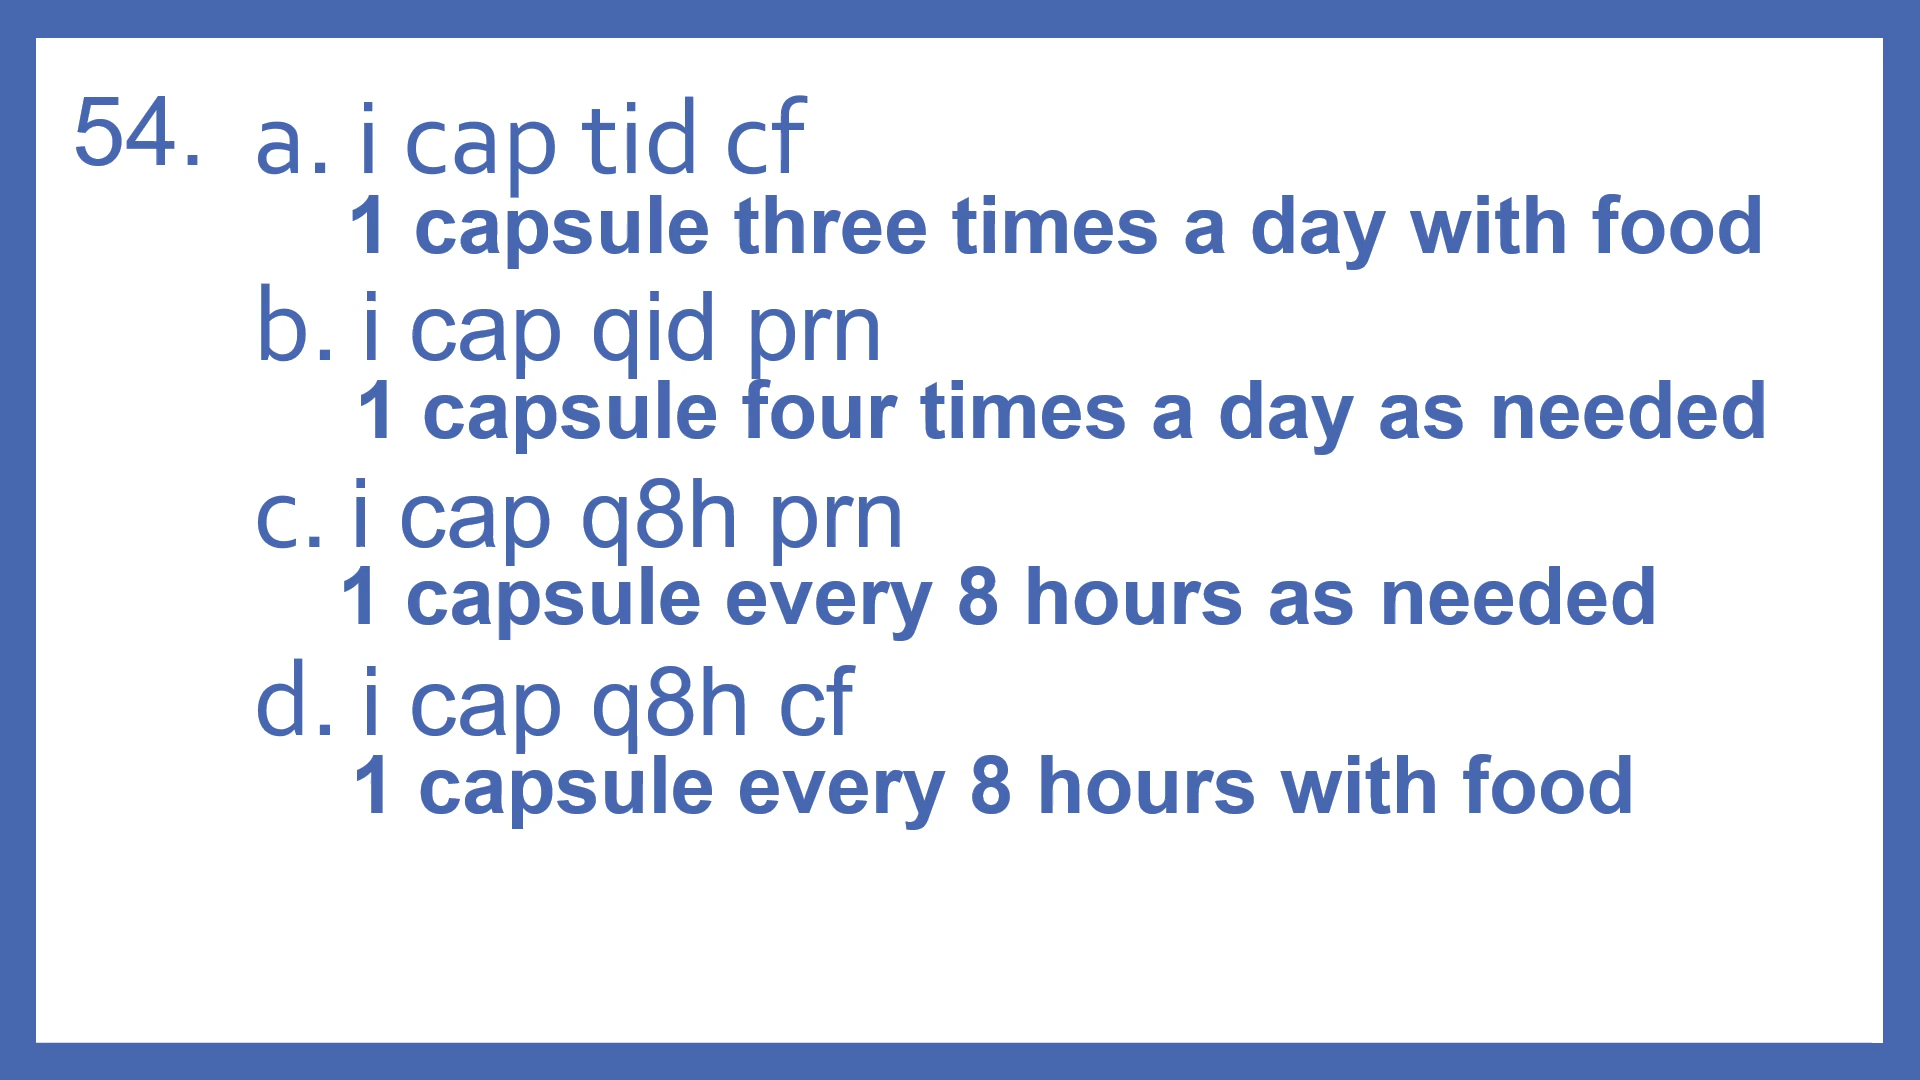 54. a. i cap tid cf
1 capsule three times a day with food
b. i cap qid prn
1 capsule four times a day as needed
c. i cap q8h prn
1 capsule every 8 hours as needed
d. i cap q8h cf
1 capsule every 8 hours with food